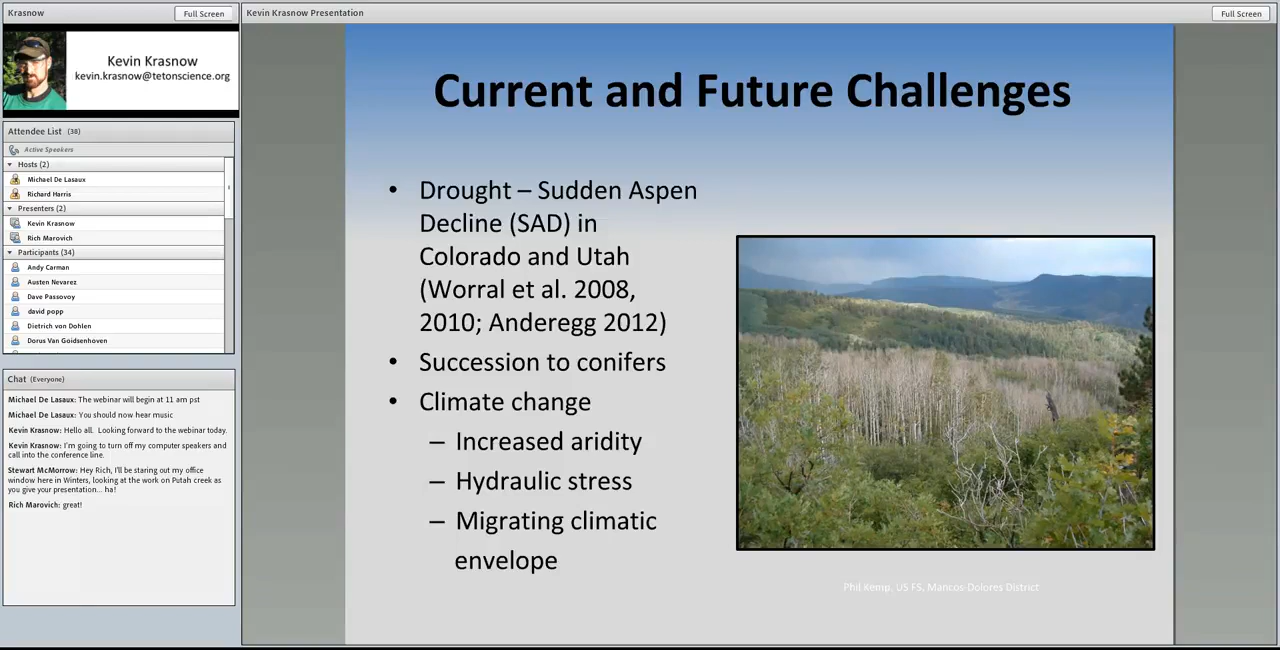 Krasnow
Full Screen
Kevin Krasnow
kevin.krasnow@tetonscience.org
Attendee List (38)
Active Speakers
Hosts (2)
Michael De Lasaux
Richard Harris
Presenters (2)
Kevin Krasnow
Rich Marovich
Participants (34)
Andy Carman
Austen Nevarez
Dave Passovoy
david popp
Dietrich von Dohlen
Dorus Van Goidsenhoven
Chat (Everyone)
Michael De Lasaux: The webinar will begin at 11 am pst
Michael De Lasaux: You should now hear music
Kevin Krasnow: Hello all. Looking forward to the webinar today.
Kevin Krasnow: I'm going to turn off my computer speakers and
call into the conference line.
Stewart McMorrow: Hey Rich, I'll be staring out my office
window here in Winters, looking at the work on Putah creek as
you give your presentation... ha!
Rich Marovich: great!
Kevin Krasnow Presentation
Full Screen
Current and Future Challenges
• Drought – Sudden Aspen
Decline (SAD) in
Colorado and Utah
(Worral et al. 2008,
2010; Anderegg 2012)
• Succession to conifers
• Climate change
– Increased aridity
– Hydraulic stress
– Migrating climatic
envelope
Phil Kemp, US FS, Mancos-Dolores District